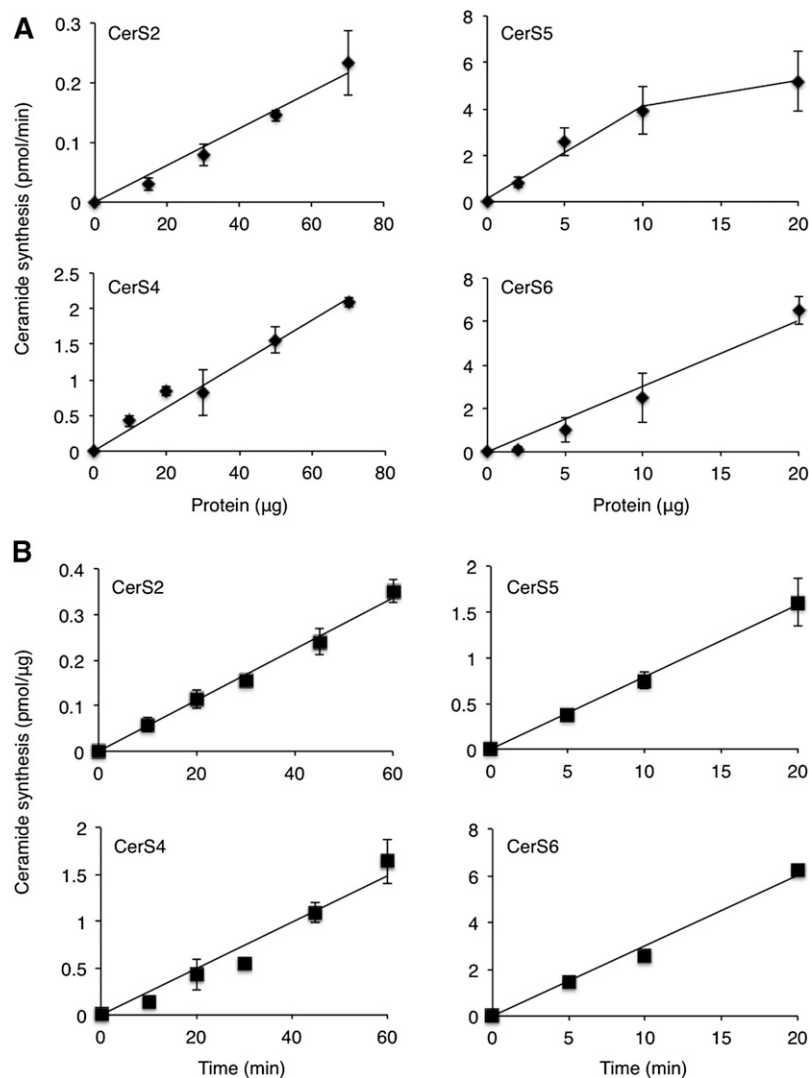 A
CerS2
0.3
0.2
0.1
0
0 20 40 60 80
CerS5
8
6
4
2
0
0 5 10 15 20
Ceramide synthesis (pmol/min)
CerS4
2.5
2
1.5
1
0.5
0
0 20 40 60 80
Protein (µg)
CerS6
8
6
4
2
0
0 5 10 15 20
Protein (µg)
B
CerS2
0.4
0.3
0.2
0.1
0
0 20 40 60
CerS5
2
1.5
1
0.5
0
0 5 10 15 20
Ceramide synthesis (pmol/µg)
CerS4
2
1.5
1
0.5
0
0 20 40 60
Time (min)
CerS6
8
6
4
2
0
0 5 10 15 20
Time (min)